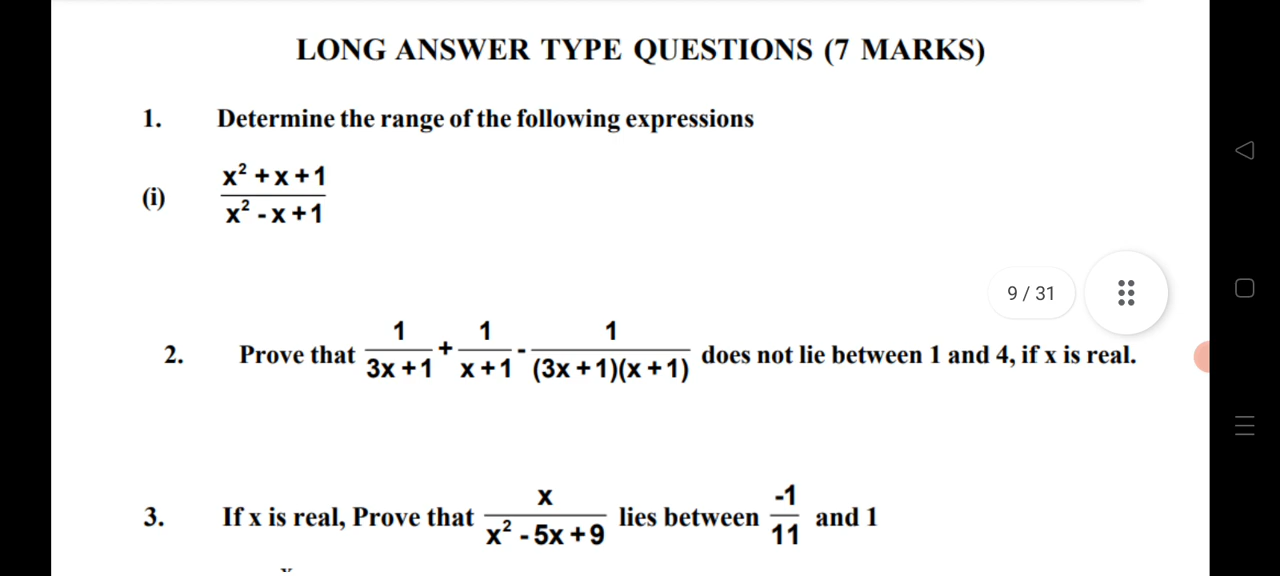 LONG ANSWER TYPE QUESTIONS (7 MARKS)
1. Determine the range of the following expressions
(i) (x² + x + 1)/(x² - x + 1)
9 / 31
2. Prove that 1/(3x + 1) + 1/(x + 1) - 1/((3x + 1)(x + 1)) does not lie between 1 and 4, if x is real.
3. If x is real, Prove that x/(x² - 5x + 9) lies between -1/11 and 1